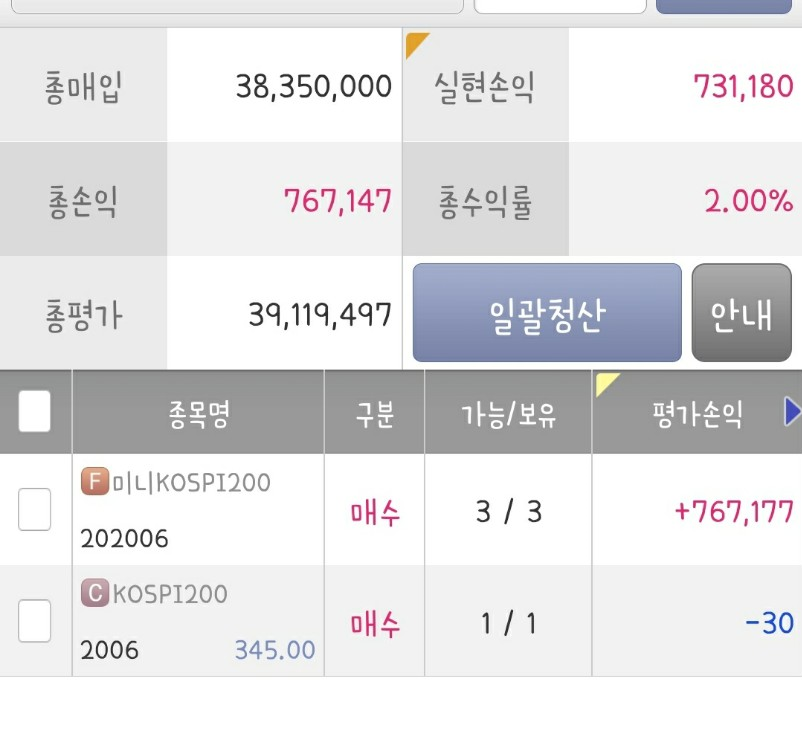 총매입 38,350,000 실현손익 731,180
총손익 767,147 총수익률 2.00%
총평가 39,119,497 일괄청산 안내
종목명 구분 가능/보유 평가손익
F 미니KOSPI200
202006 매수 3 / 3 +767,177
C KOSPI200
2006 345.00 매수 1 / 1 -30